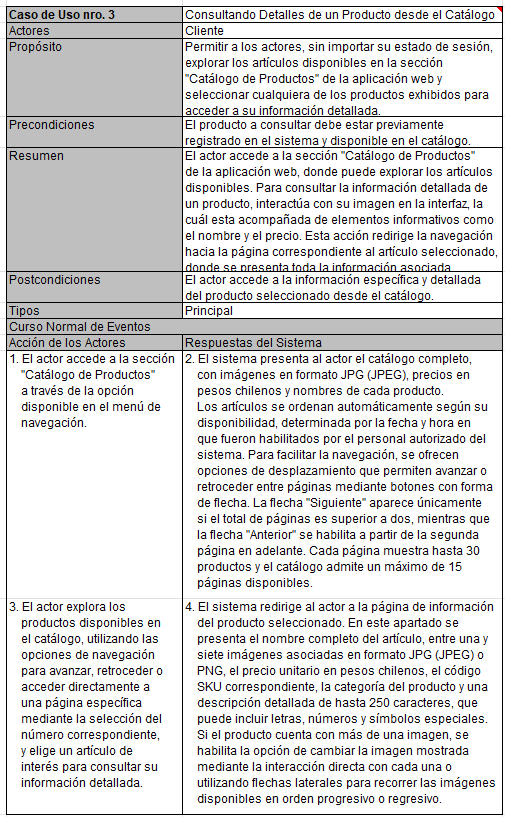 Caso de Uso nro. 3
Consultando Detalles de un Producto desde el Catálogo
Actores
Cliente
Propósito
Permitir a los actores, sin importar su estado de sesión,
explorar los artículos disponibles en la sección
"Catálogo de Productos" de la aplicación web y
seleccionar cualquiera de los productos exhibidos para
acceder a su información detallada.
Precondiciones
El producto a consultar debe estar previamente
registrado en el sistema y disponible en el catálogo.
Resumen
El actor accede a la sección "Catálogo de Productos"
de la aplicación web, donde puede explorar los artículos
disponibles. Para consultar la información detallada de
un producto, interactúa con su imagen en la interfaz, la
cuál esta acompañada de elementos informativos como
el nombre y el precio. Esta acción redirige la navegación
hacia la página correspondiente al artículo seleccionado,
donde se presenta toda la información asociada
Postcondiciones
El actor accede a la información específica y detallada
del producto seleccionado desde el catálogo.
Tipos
Principal
Curso Normal de Eventos
Acción de los Actores
Respuestas del Sistema
1. El actor accede a la sección
"Catálogo de Productos"
a través de la opción
disponible en el menú de
navegación.
2. El sistema presenta al actor el catálogo completo,
con imágenes en formato JPG (JPEG), precios en
pesos chilenos y nombres de cada producto.
Los artículos se ordenan automáticamente según su
disponibilidad, determinada por la fecha y hora en
que fueron habilitados por el personal autorizado del
sistema. Para facilitar la navegación, se ofrecen
opciones de desplazamiento que permiten avanzar o
retroceder entre páginas mediante botones con forma
de flecha. La flecha "Siguiente" aparece únicamente
si el total de páginas es superior a dos, mientras que
la flecha "Anterior" se habilita a partir de la segunda
página en adelante. Cada página muestra hasta 30
productos y el catálogo admite un máximo de 15
páginas disponibles.
3. El actor explora los
productos disponibles en
el catálogo, utilizando las
opciones de navegación
para avanzar, retroceder o
acceder directamente a
una página específica
mediante la selección del
número correspondiente,
y elige un artículo de
interés para consultar su
información detallada.
4. El sistema redirige al actor a la página de información
del producto seleccionado. En este apartado se
presenta el nombre completo del artículo, entre una y
siete imágenes asociadas en formato JPG (JPEG) o
PNG, el precio unitario en pesos chilenos, el código
SKU correspondiente, la categoría del producto y una
descripción detallada de hasta 250 caracteres, que
puede incluir letras, números y símbolos especiales.
Si el producto cuenta con más de una imagen, se
habilita la opción de cambiar la imagen mostrada
mediante la interacción directa con cada una o
utilizando flechas laterales para recorrer las imágenes
disponibles en orden progresivo o regresivo.